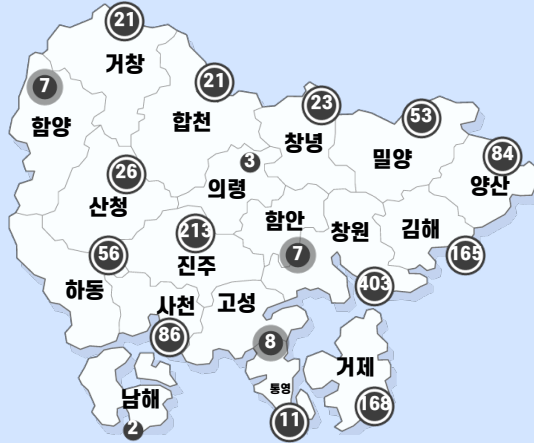 21
거창
7
함양
21
합천
23
창녕
53
밀양
84
양산
26
산청
3
의령
함안
7
창원
403
김해
165
213
진주
56
하동
사천
86
고성
8
통영
11
거제
168
남해
2